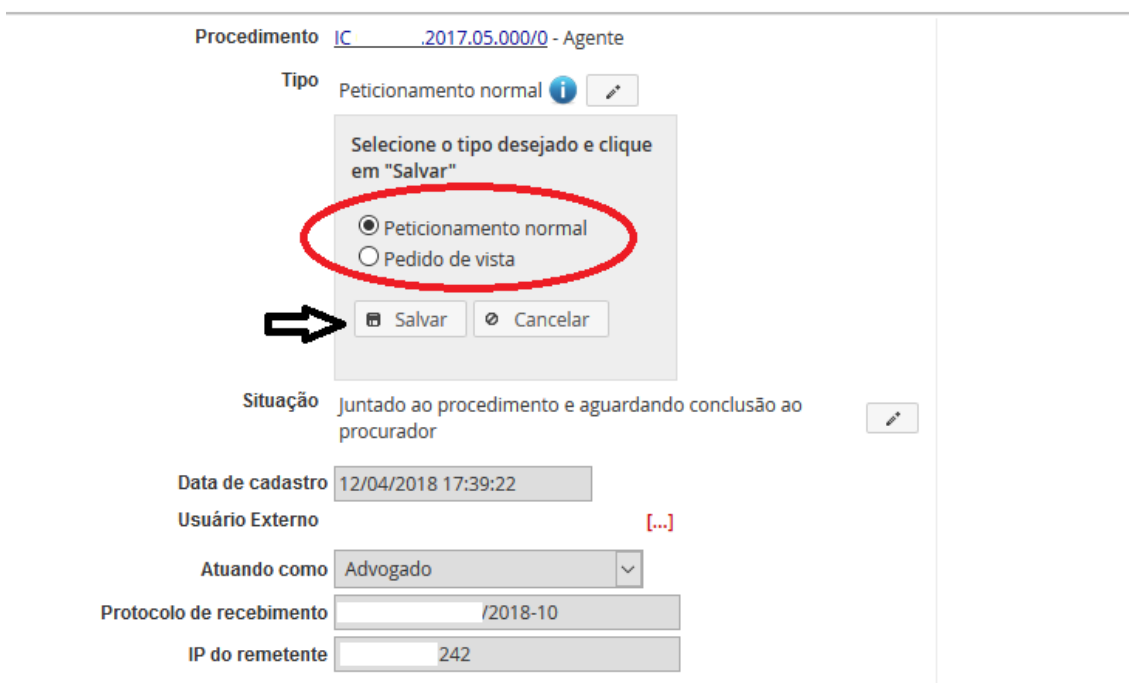 Procedimento IC .2017.05.000/0 - Agente
Tipo Peticionamento normal i
Selecione o tipo desejado e clique
em "Salvar"
Peticionamento normal
Pedido de vista
Salvar Cancelar
Situação Juntado ao procedimento e aguardando conclusão ao
procurador
Data de cadastro 12/04/2018 17:39:22
Usuário Externo [...]
Atuando como Advogado
Protocolo de recebimento /2018-10
IP do remetente 242